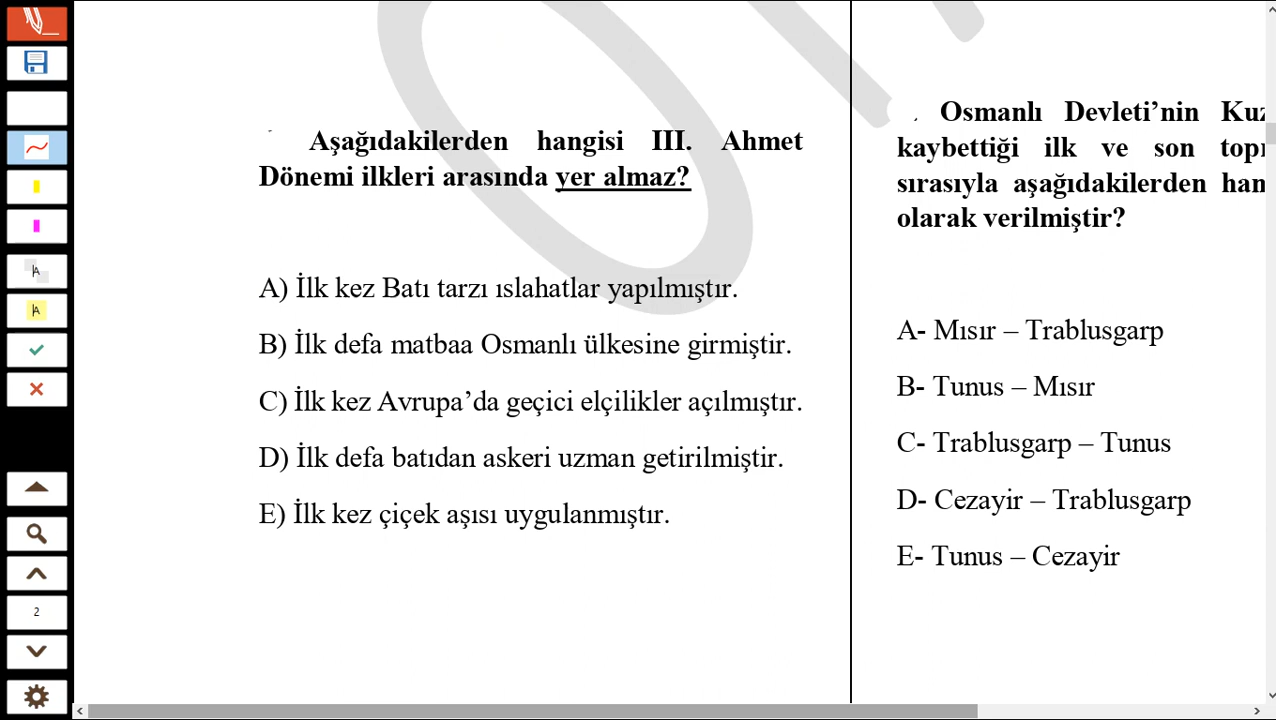 Aşağıdakilerden hangisi III. Ahmet
Dönemi ilkleri arasında yer almaz?
A) İlk kez Batı tarzı ıslahatlar yapılmıştır.
B) İlk defa matbaa Osmanlı ülkesine girmiştir.
C) İlk kez Avrupa’da geçici elçilikler açılmıştır.
D) İlk defa batıdan askeri uzman getirilmiştir.
E) İlk kez çiçek aşısı uygulanmıştır.
Osmanlı Devleti’nin
kaybettiği ilk ve son
sırasıyla aşağıdakilerden
olarak verilmiştir?
A- Mısır – Trablusgarp
B- Tunus – Mısır
C- Trablusgarp – Tunus
D- Cezayir – Trablusgarp
E- Tunus – Cezayir
2